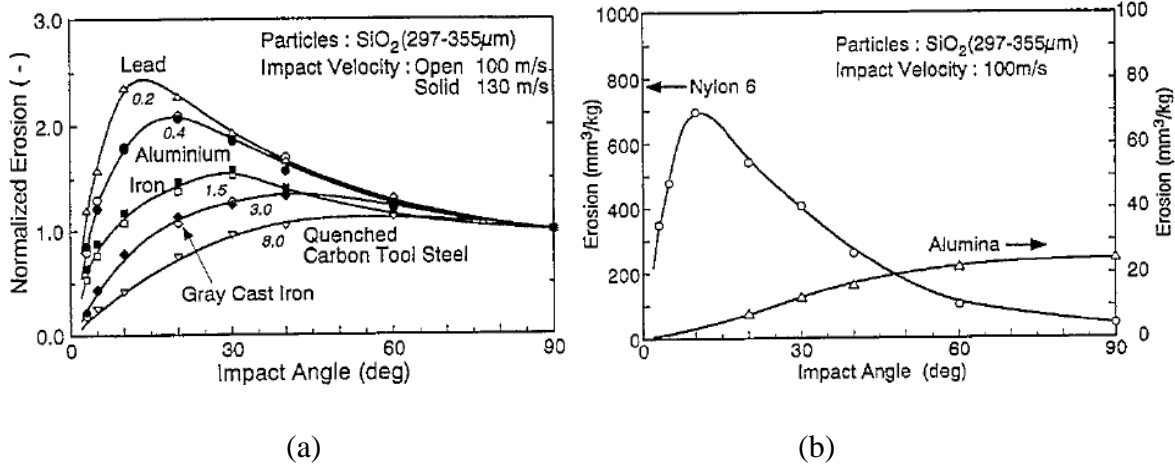 3.0
Particles : SiO2(297-355μm)
Impact Velocity : Open 100 m/s
Solid 130 m/s
Lead
0.2
0.4
Aluminium
Iron
1.5
3.0
8.0
Quenched
Carbon Tool Steel
Gray Cast Iron
2.0
1.0
0.0
Normalized Erosion ( - )
0
30
60
90
Impact Angle (deg)
(a)
1000
800
600
400
200
0
Erosion (mm³/kg)
Particles : SiO2(297-355μm)
Impact Velocity : 100m/s
Nylon 6
Alumina
100
80
60
40
20
0
Erosion (mm³/kg)
0
30
60
90
Impact Angle (deg)
(b)